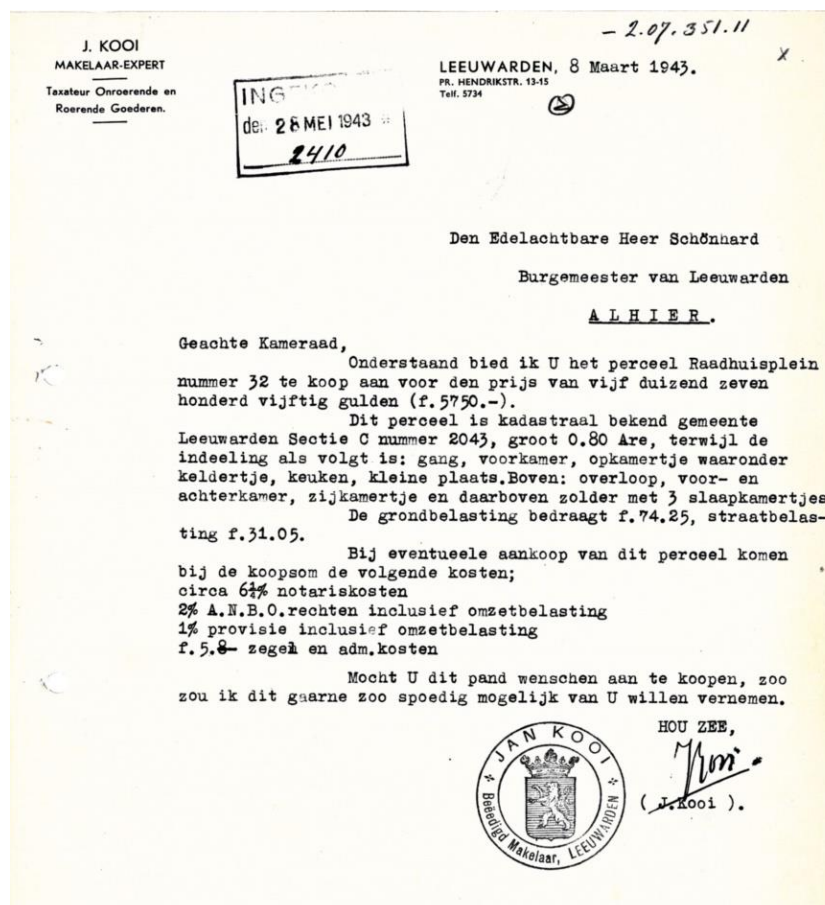 - 2.07.351.11
J. KOOI
MAKELAAR-EXPERT
Taxateur Onroerende en
Roerende Goederen.
LEEUWARDEN, 8 Maart 1943.
PR. HENDRIKSTR. 13-15
Telf. 5734
28 MEI 1943
2410
Den Edelachtbare Heer Schönhard
Burgemeester van Leeuwarden
ALHIER.
Geachte Kameraad,
Onderstaand bied ik U het perceel Raadhuisplein
nummer 32 te koop aan voor den prijs van vijf duizend zeven
honderd vijftig gulden (f.5750.-).
Dit perceel is kadastraal bekend gemeente
Leeuwarden Sectie C nummer 2043, groot 0.80 Are, terwijl de
indeeling als volgt is: gang, voorkamer, opkamertje waaronder
keldertje, keuken, kleine plaats.Boven: overloop, voor- en
achterkamer, zijkamertje en daarboven zolder met 3 slaapkamertjes
De grondbelasting bedraagt f.74.25, straatbelas-
ting f.31.05.
Bij eventueele aankoop van dit perceel komen
bij de koopsom de volgende kosten;
circa 6½% notariskosten
2% A.N.B.O.rechten inclusief omzetbelasting
1% provisie inclusief omzetbelasting
f.5.- zegel en adm.kosten
Mocht U dit pand wenschen aan te koopen, zoo
zou ik dit gaarne zoo spoedig mogelijk van U willen vernemen.
HOU ZEE,
Kooi
( J.Kooi ).
JAN KOOI
Beëedigd Makelaar, LEEUWARDEN